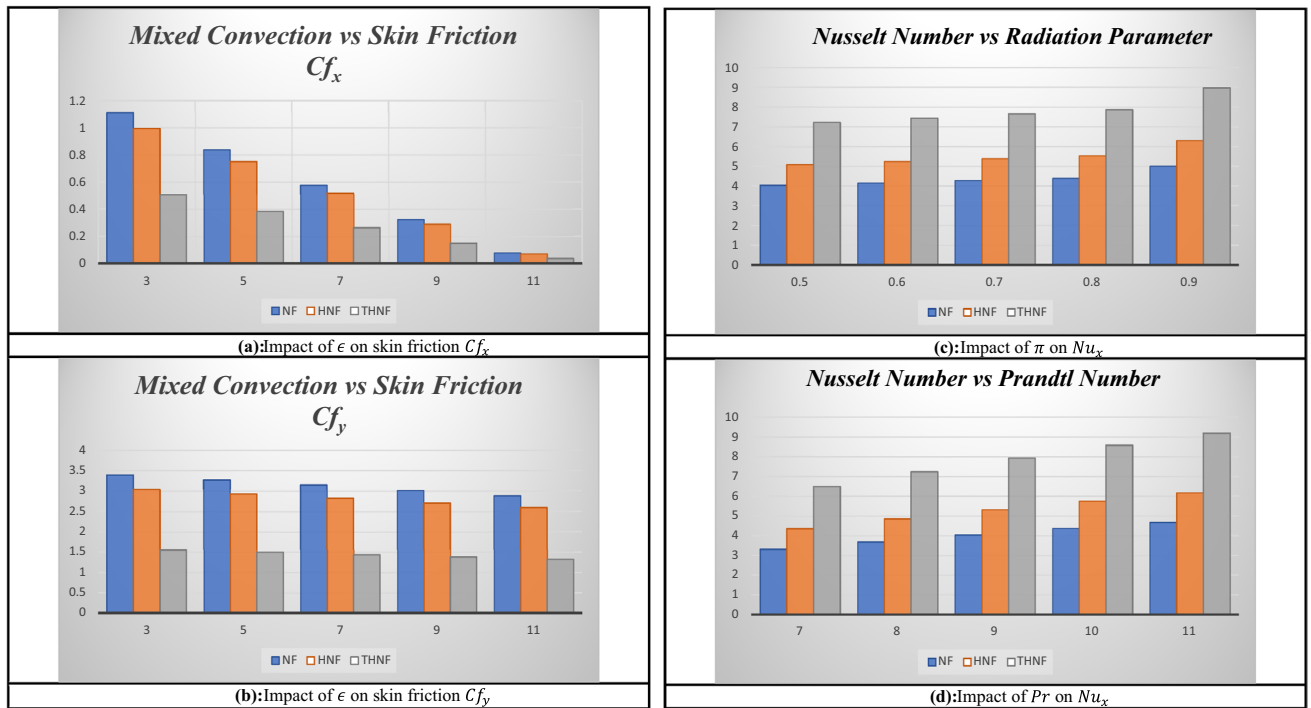 Mixed Convection vs Skin Friction
Cfx
1.2
1
0.8
0.6
0.4
0.2
0
3 5 7 9 11
NF HNF THNF
(a):Impact of ϵ on skin friction Cfx
Mixed Convection vs Skin Friction
Cfy
4
3.5
3
2.5
2
1.5
1
0.5
0
3 5 7 9 11
NF HNF THNF
(b):Impact of ϵ on skin friction Cfy
Nusselt Number vs Radiation Parameter
10
9
8
7
6
5
4
3
2
1
0
0.5 0.6 0.7 0.8 0.9
NF HNF THNF
(c):Impact of π on Nux
Nusselt Number vs Prandtl Number
10
9
8
7
6
5
4
3
2
1
0
7 8 9 10 11
NF HNF THNF
(d):Impact of Pr on Nux